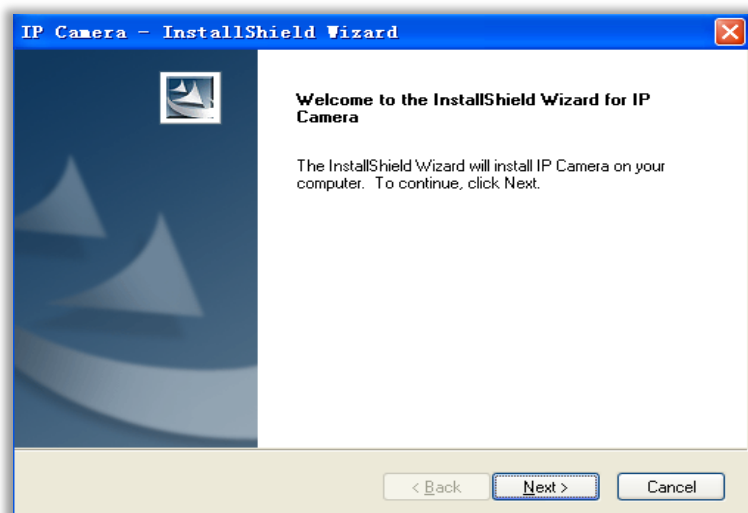 IP Camera - InstallShield Wizard
Welcome to the InstallShield Wizard for IP
Camera
The InstallShield Wizard will install IP Camera on your
computer. To continue, click Next.
< Back
Next >
Cancel